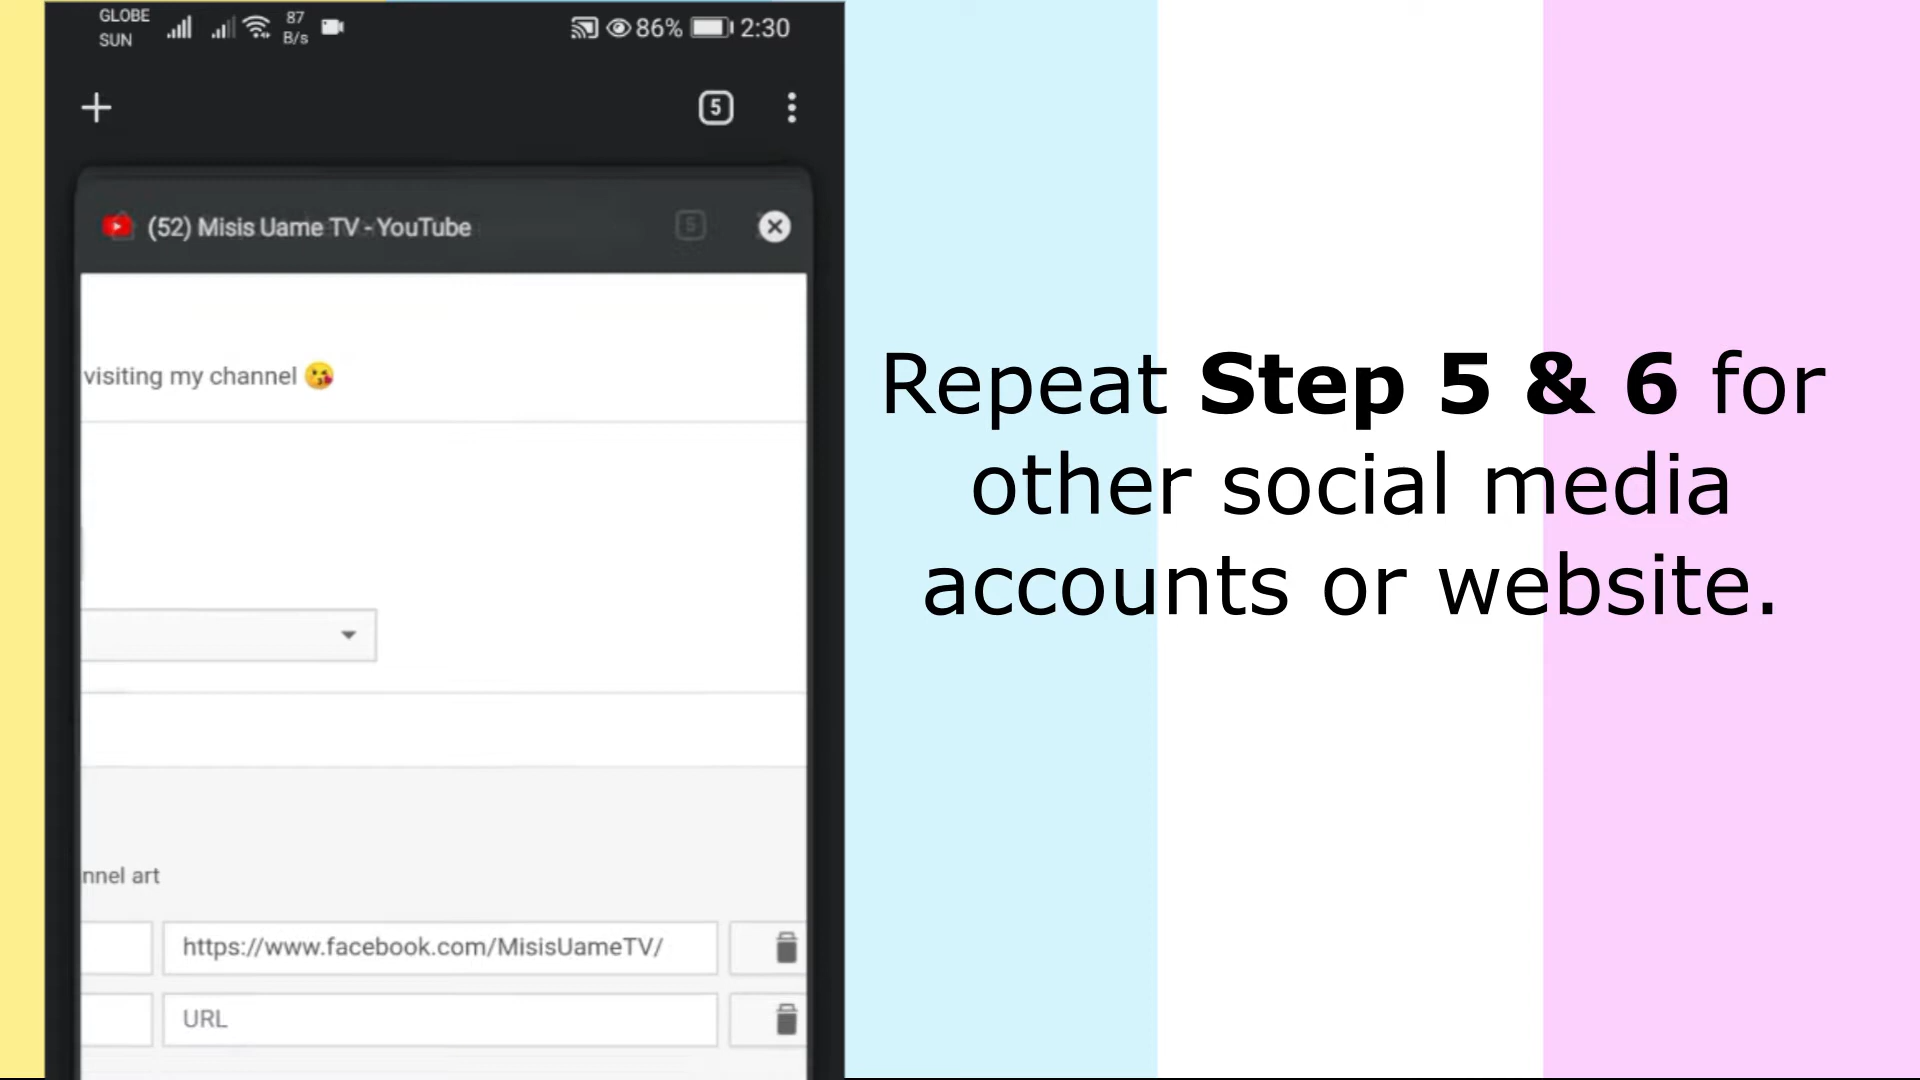 GLOBE
SUN
87
B/s
86%
2:30
5
(52) Misis Uame TV - YouTube
5
visiting my channel 😘
nnel art
https://www.facebook.com/MisisUameTV/
URL
Repeat Step 5 & 6 for
other social media
accounts or website.